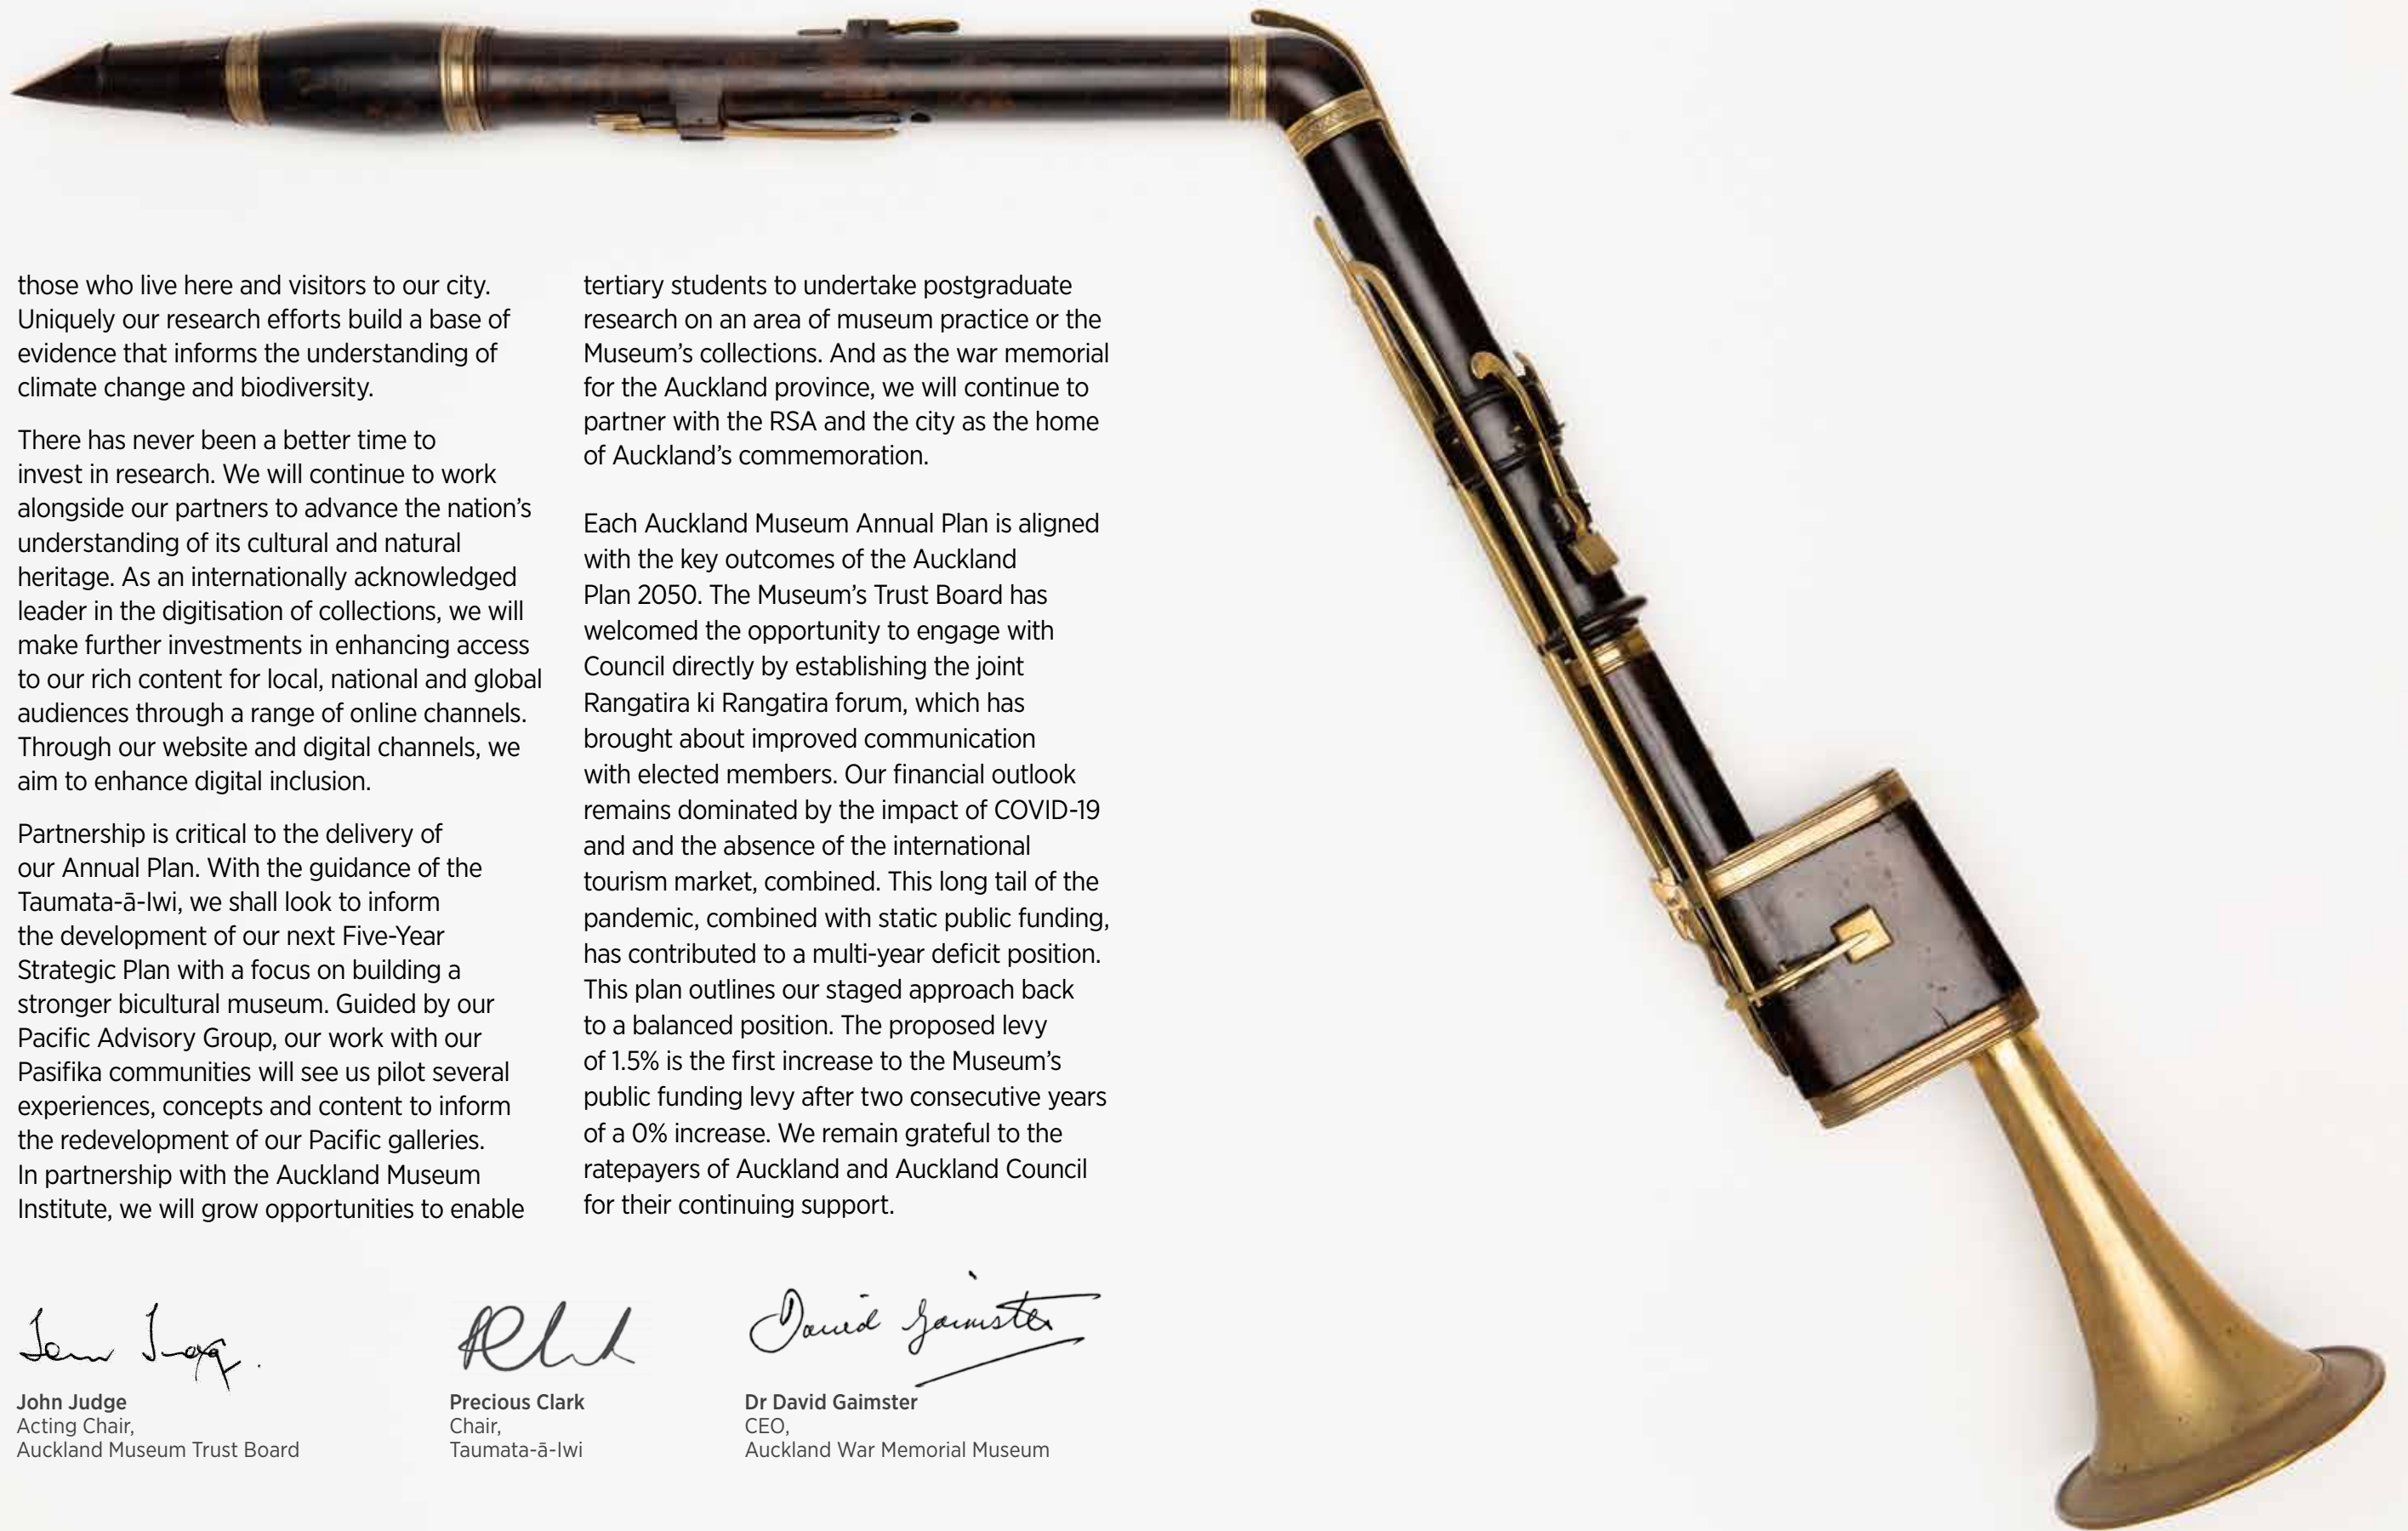 those who live here and visitors to our city.
Uniquely our research efforts build a base of
evidence that informs the understanding of
climate change and biodiversity.
There has never been a better time to
invest in research. We will continue to work
alongside our partners to advance the nation’s
understanding of its cultural and natural
heritage. As an internationally acknowledged
leader in the digitisation of collections, we will
make further investments in enhancing access
to our rich content for local, national and global
audiences through a range of online channels.
Through our website and digital channels, we
aim to enhance digital inclusion.
Partnership is critical to the delivery of
our Annual Plan. With the guidance of the
Taumata-ā-Iwi, we shall look to inform
the development of our next Five-Year
Strategic Plan with a focus on building a
stronger bicultural museum. Guided by our
Pacific Advisory Group, our work with our
Pasifika communities will see us pilot several
experiences, concepts and content to inform
the redevelopment of our Pacific galleries.
In partnership with the Auckland Museum
Institute, we will grow opportunities to enable
tertiary students to undertake postgraduate
research on an area of museum practice or the
Museum’s collections. And as the war memorial
for the Auckland province, we will continue to
partner with the RSA and the city as the home
of Auckland’s commemoration.
Each Auckland Museum Annual Plan is aligned
with the key outcomes of the Auckland
Plan 2050. The Museum’s Trust Board has
welcomed the opportunity to engage with
Council directly by establishing the joint
Rangatira ki Rangatira forum, which has
brought about improved communication
with elected members. Our financial outlook
remains dominated by the impact of COVID-19
and and the absence of the international
tourism market, combined. This long tail of the
pandemic, combined with static public funding,
has contributed to a multi-year deficit position.
This plan outlines our staged approach back
to a balanced position. The proposed levy
of 1.5% is the first increase to the Museum’s
public funding levy after two consecutive years
of a 0% increase. We remain grateful to the
ratepayers of Auckland and Auckland Council
for their continuing support.
David Gaimster
John Judge
Acting Chair,
Auckland Museum Trust Board
Precious Clark
Chair,
Taumata-ā-Iwi
Dr David Gaimster
CEO,
Auckland War Memorial Museum